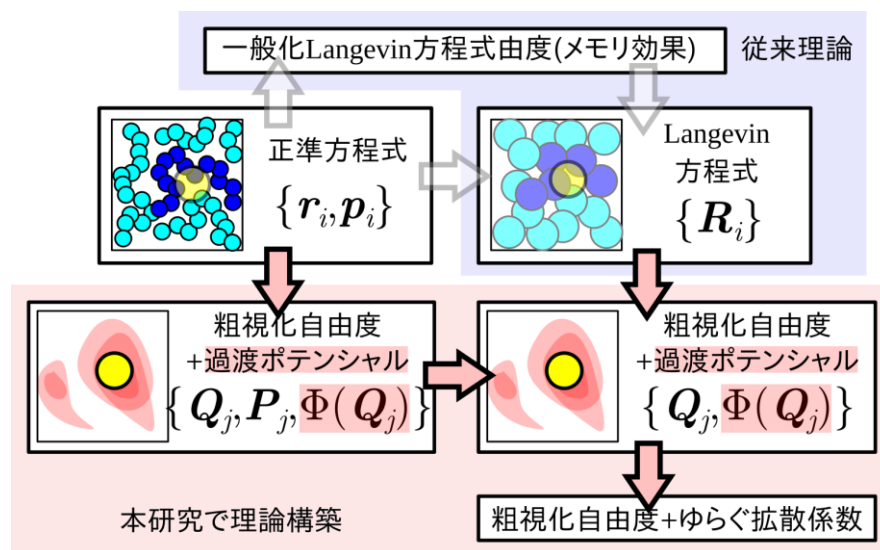 一般化Langevin方程式由度(メモリ効果)
従来理論
正準方程式
{r_i,p_i}
Langevin
方程式
{R_i}
粗視化自由度
+過渡ポテンシャル
{Q_j,P_j,Φ(Q_j)}
粗視化自由度
+過渡ポテンシャル
{Q_j,Φ(Q_j)}
本研究で理論構築
粗視化自由度+ゆらぐ拡散係数